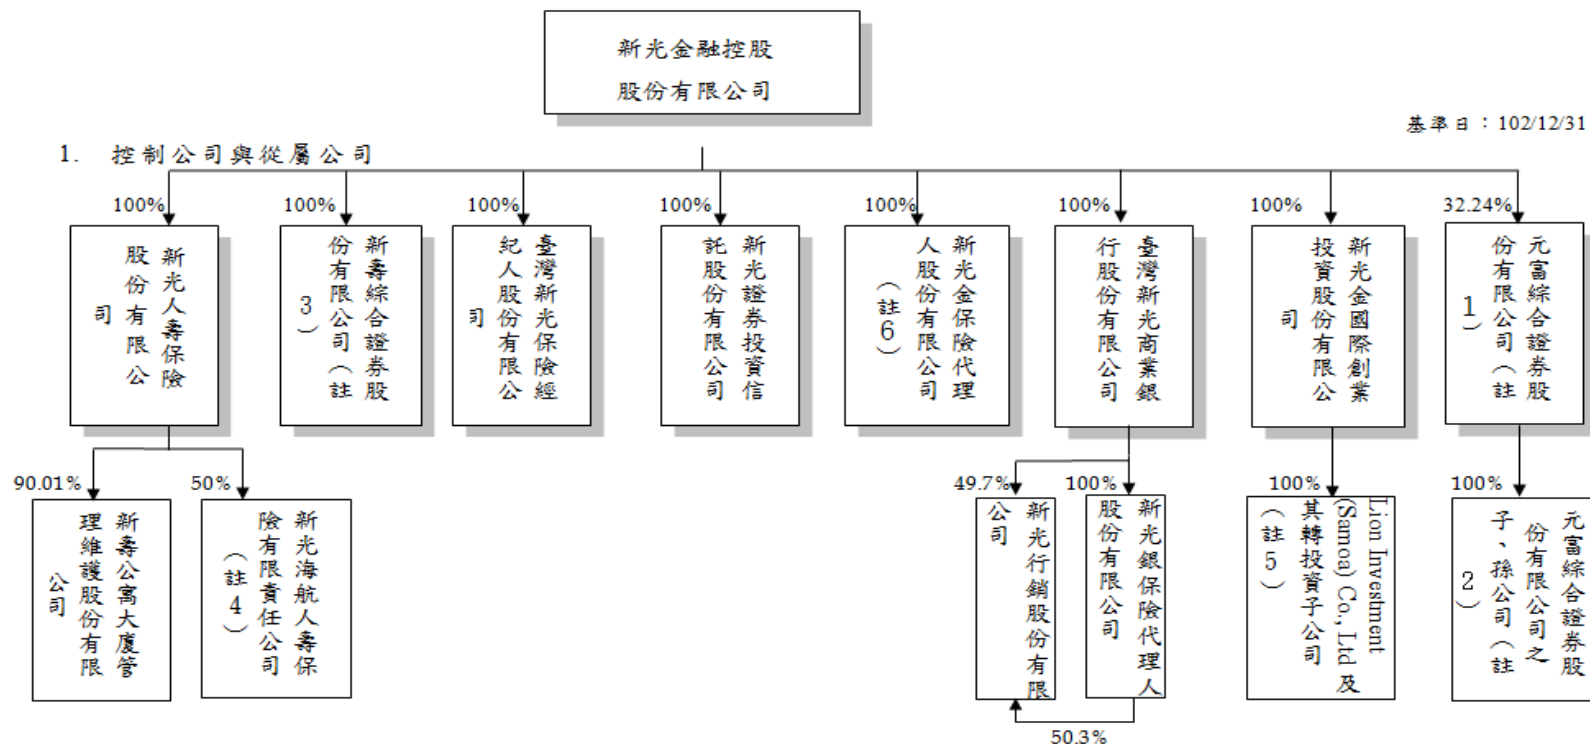 新光金融控股
股份有限公司
基準日：102/12/31
1. 控制公司與從屬公司
100%
100%
100%
100%
100%
100%
100%
32.24%
新光人壽保險
股份有限公
司
新壽綜合證券股
份有限公司（註
3）
臺灣新光保險經
紀人股份有限公
司
新光證券投資信
託股份有限公司
新光金保險代理
人股份有限公司
（註6）
臺灣新光商業銀
行股份有限公司
新光金國際創業
投資股份有限公
司
元富綜合證券股
份有限公司（註
1）
90.01%
50%
49.7%
100%
100%
100%
新壽公寓大廈管
理維護股份有限
公司
新光海航人壽保
險有限責任公司
（註4）
新光行銷股份有限
公司
新光銀保險代理人
股份有限公司
Lion Investment
(Samoa) Co., Ltd 及
其轉投資子公司
（註5）
元富綜合證券股
份有限公司之
子、孫公司（註
2）
50.3%